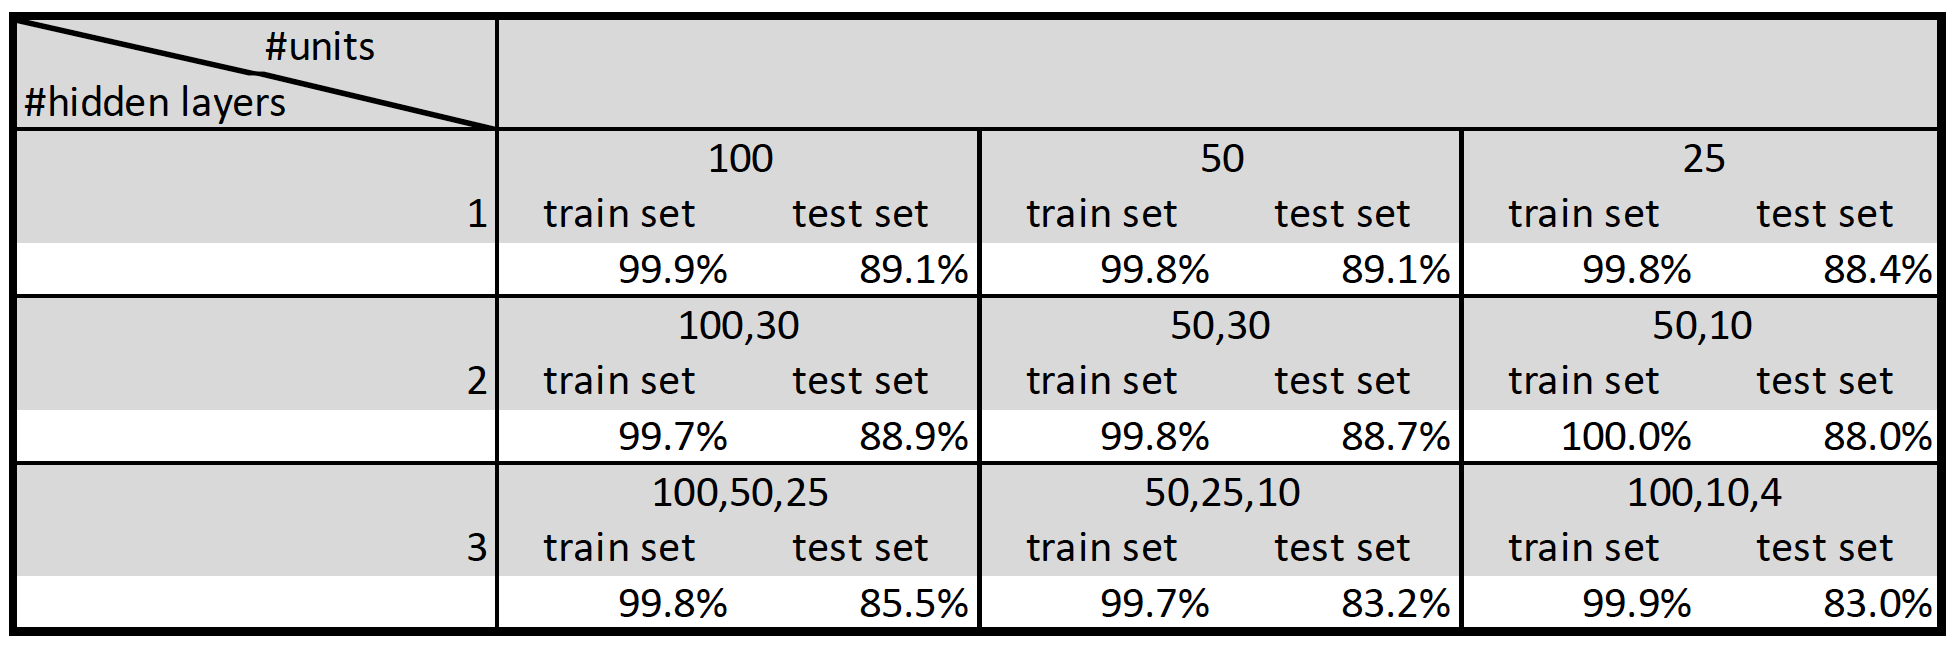 #units
#hidden layers
100 50 25
1 train set test set train set test set train set test set
99.9% 89.1% 99.8% 89.1% 99.8% 88.4%
100,30 50,30 50,10
2 train set test set train set test set train set test set
99.7% 88.9% 99.8% 88.7% 100.0% 88.0%
100,50,25 50,25,10 100,10,4
3 train set test set train set test set train set test set
99.8% 85.5% 99.7% 83.2% 99.9% 83.0%